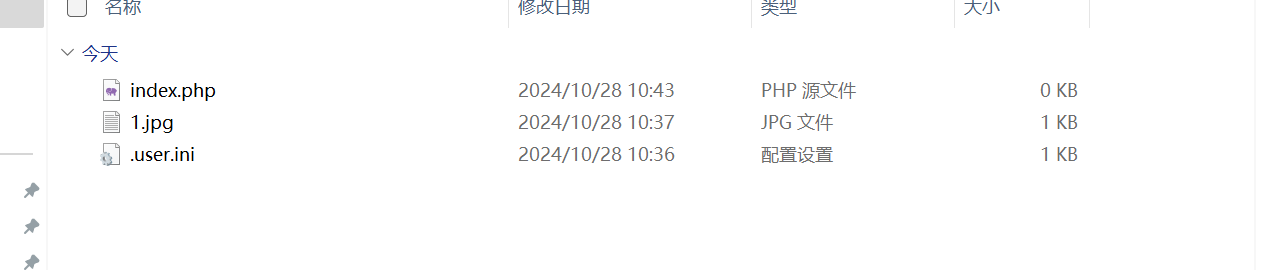 名称 修改日期 类型 大小
今天
index.php 2024/10/28 10:43 PHP 源文件 0 KB
1.jpg 2024/10/28 10:37 JPG 文件 1 KB
.user.ini 2024/10/28 10:36 配置设置 1 KB